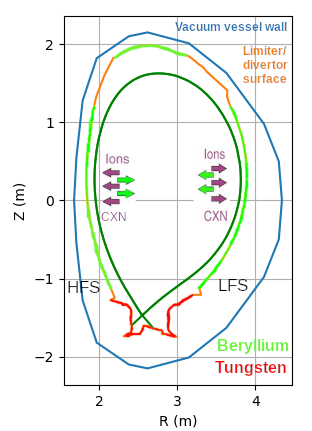 Vacuum vessel wall
Limiter/
divertor
surface
2
1
0
−1
−2
Z (m)
Ions
CXN
Ions
CXN
HFS
LFS
Beryllium
Tungsten
2
3
4
R (m)